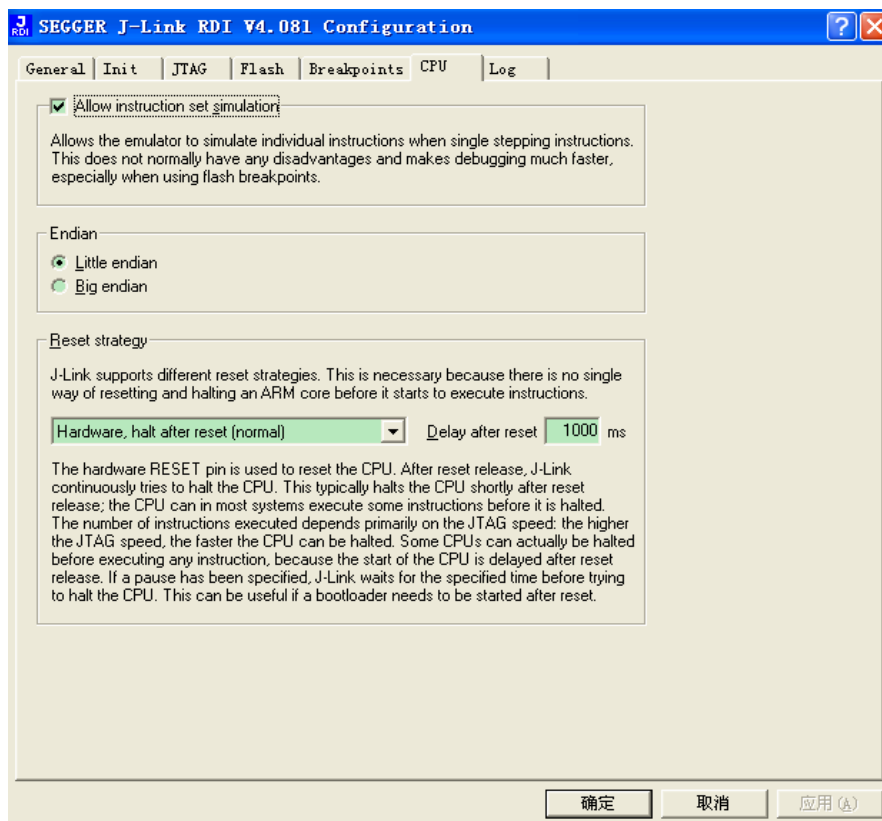 SEGGER J-Link RDI V4.081 Configuration
General Init JTAG Flash Breakpoints CPU Log
Allow instruction set simulation
Allows the emulator to simulate individual instructions when single stepping instructions.
This does not normally have any disadvantages and makes debugging much faster,
especially when using flash breakpoints.
Endian
Little endian
Big endian
Reset strategy
J-Link supports different reset strategies. This is necessary because there is no single
way of resetting and halting an ARM core before it starts to execute instructions.
Hardware, halt after reset (normal) Delay after reset 1000 ms
The hardware RESET pin is used to reset the CPU. After reset release, J-Link
continuously tries to halt the CPU. This typically halts the CPU shortly after reset
release; the CPU can in most systems execute some instructions before it is halted.
The number of instructions executed depends primarily on the JTAG speed: the higher
the JTAG speed, the faster the CPU can be halted. Some CPUs can actually be halted
before executing any instruction, because the start of the CPU is delayed after reset
release. If a pause has been specified, J-Link waits for the specified time before trying
to halt the CPU. This can be useful if a bootloader needs to be started after reset.
确定 取消 应用(A)